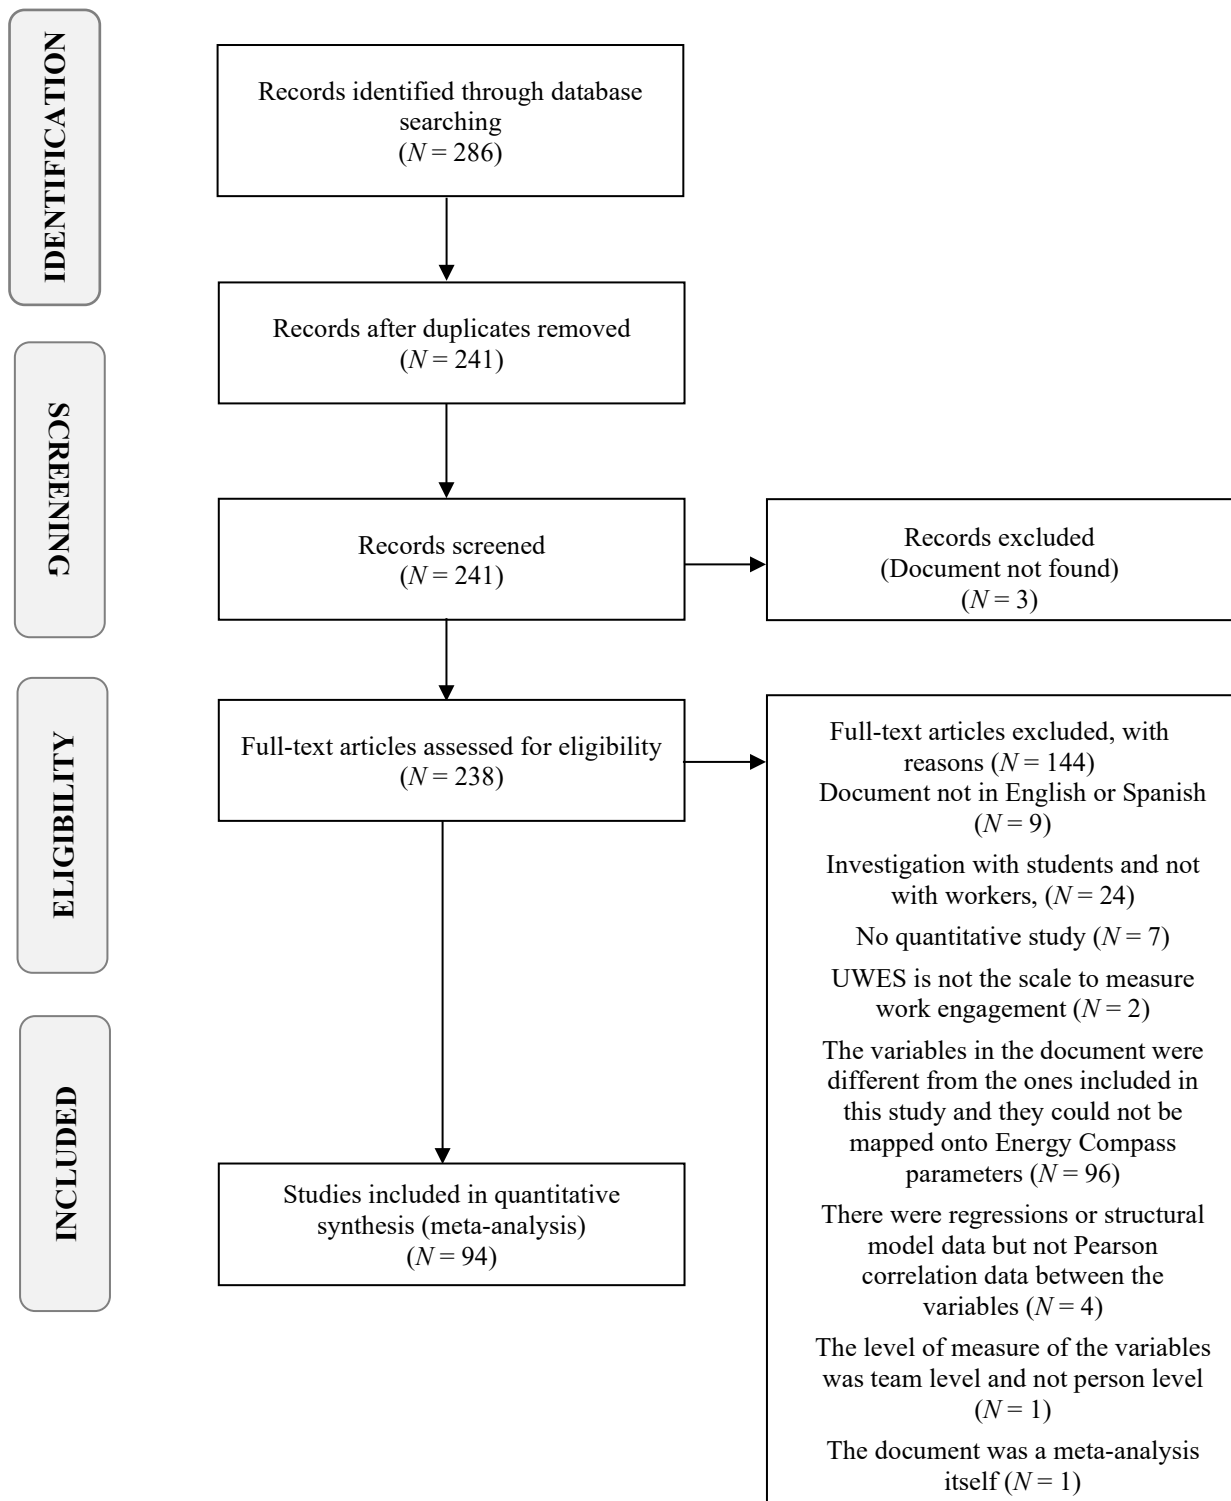 IDENTIFICATION
Records identified through database
searching
(N = 286)
Records after duplicates removed
(N = 241)
SCREENING
Records screened
(N = 241)
Records excluded
(Document not found)
(N = 3)
ELIGIBILITY
Full-text articles assessed for eligibility
(N = 238)
Full-text articles excluded, with
reasons (N = 144)
Document not in English or Spanish
(N = 9)
Investigation with students and not
with workers, (N = 24)
No quantitative study (N = 7)
UWES is not the scale to measure
work engagement (N = 2)
The variables in the document were
different from the ones included in
this study and they could not be
mapped onto Energy Compass
parameters (N = 96)
There were regressions or structural
model data but not Pearson
correlation data between the
variables (N = 4)
The level of measure of the variables
was team level and not person level
(N = 1)
The document was a meta-analysis
itself (N = 1)
INCLUDED
Studies included in quantitative
synthesis (meta-analysis)
(N = 94)